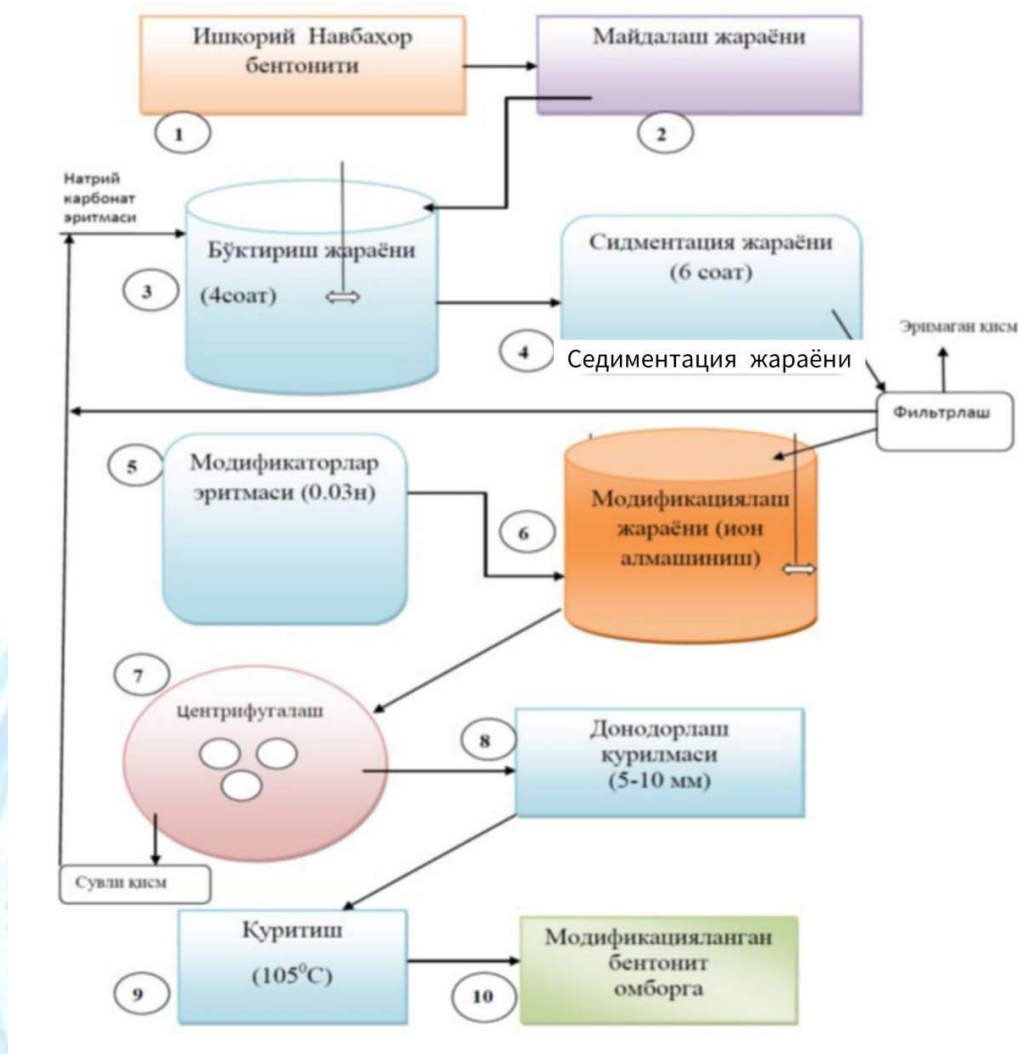 Ишқорий Навбаҳор
бентонити
Майдалаш жараёни
1
2
Натрий
карбонат
эритмаси
Бўктириш жараёни
(4соат)
3
Сидментация жараёни
(6 соат)
4
Седиментация жараёни
Эримаган қисм
Фильтрлаш
5
Модификаторлар
эритмаси (0.03н)
6
Модификациялаш
жараёни (ион
алмашиниш)
7
Центрифугалаш
8
Донодорлаш
қурилмаси
(5-10 мм)
Сувли қисм
Қуритиш
(105⁰С)
9
10
Модификацияланган
бентонит
омборга